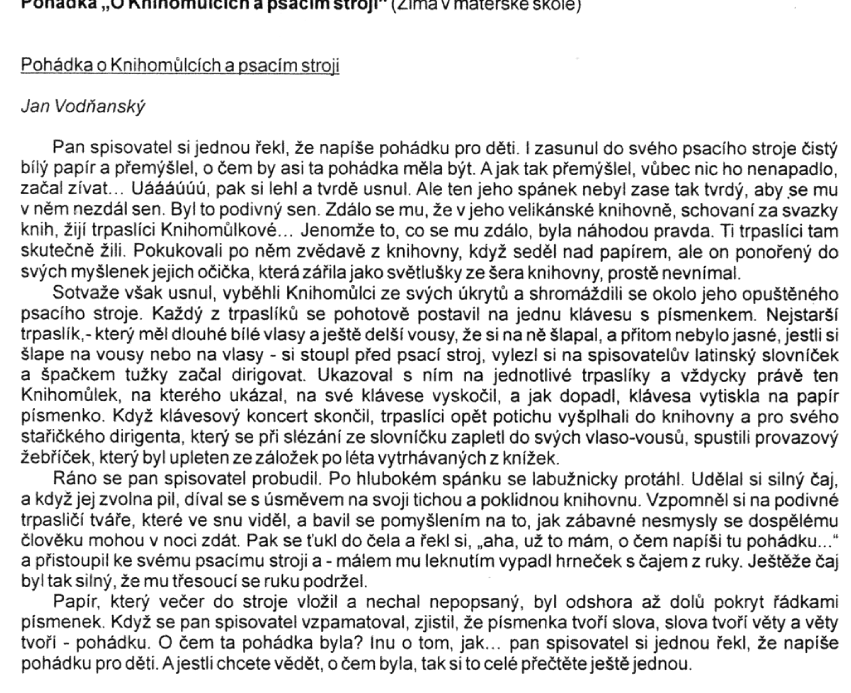 Pohádka „O Knihomůlcích a psacím stroji“ (Zima v mateřské škole)
Pohádka o Knihomůlcích a psacím stroji
Jan Vodňanský
Pan spisovatel si jednou řekl, že napíše pohádku pro děti. I zasunul do svého psacího stroje čistý
bílý papír a přemýšlel, o čem by asi ta pohádka měla být. A jak tak přemýšlel, vůbec nic ho nenapadlo,
začal zívat... Uáááúúú, pak si lehl a tvrdě usnul. Ale ten jeho spánek nebyl zase tak tvrdý, aby se mu
v něm nezdál sen. Byl to podivný sen. Zdálo se mu, že v jeho velikánské knihovně, schovaní za svazky
knih, žijí trpaslíci Knihomůlkové... Jenomže to, co se mu zdálo, byla náhodou pravda. Ti trpaslíci tam
skutečně žili. Pokukovali po něm zvědavě z knihovny, když seděl nad papírem, ale on ponořený do
svých myšlenek jejich očička, která zářila jako světlušky ze šera knihovny, prostě nevnímal.
Sotvaže však usnul, vyběhli Knihomůlci ze svých úkrytů a shromáždili se okolo jeho opuštěného
psacího stroje. Každý z trpaslíků se pohotově postavil na jednu klávesu s písmenkem. Nejstarší
trpaslík,- který měl dlouhé bílé vlasy a ještě delší vousy, že si na ně šlapal, a přitom nebylo jasné, jestli si
šlape na vousy nebo na vlasy - si stoupl před psací stroj, vylezl si na spisovatelův latinský slovníček
a špačkem tužky začal dirigovat. Ukazoval s ním na jednotlivé trpaslíky a vždycky právě ten
Knihomůlek, na kterého ukázal, na své klávese vyskočil, a jak dopadl, klávesa vytiskla na papír
písmenko. Když klávesový koncert skončil, trpaslíci opět potichu vyšplhali do knihovny a pro svého
stařičkého dirigenta, který se při slézání ze slovníčku zapletl do svých vlaso-vousů, spustili provazový
žebříček, který byl upleten ze záložek po léta vytrhávaných z knížek.
Ráno se pan spisovatel probudil. Po hlubokém spánku se labužnicky protáhl. Udělal si silný čaj,
a když jej zvolna pil, díval se s úsměvem na svoji tichou a poklidnou knihovnu. Vzpomněl si na podivné
trpasličí tváře, které ve snu viděl, a bavil se pomyšlením na to, jak zábavné nesmysly se dospělému
člověku mohou v noci zdát. Pak se ťukl do čela a řekl si, „aha, už to mám, o čem napíši tu pohádku...“
a přistoupil ke svému psacímu stroji a - málem mu leknutím vypadl hrneček s čajem z ruky. Ještěže čaj
byl tak silný, že mu třesoucí se ruku podržel.
Papír, který večer do stroje vložil a nechal nepopsaný, byl odshora až dolů pokryt řádkami
písmenek. Když se pan spisovatel vzpamatoval, zjistil, že písmenka tvoří slova, slova tvoří věty a věty
tvoří - pohádku. O čem ta pohádka byla? Inu o tom, jak... pan spisovatel si jednou řekl, že napíše
pohádku pro děti. A jestli chcete vědět, o čem byla, tak si to celé přečtěte ještě jednou.